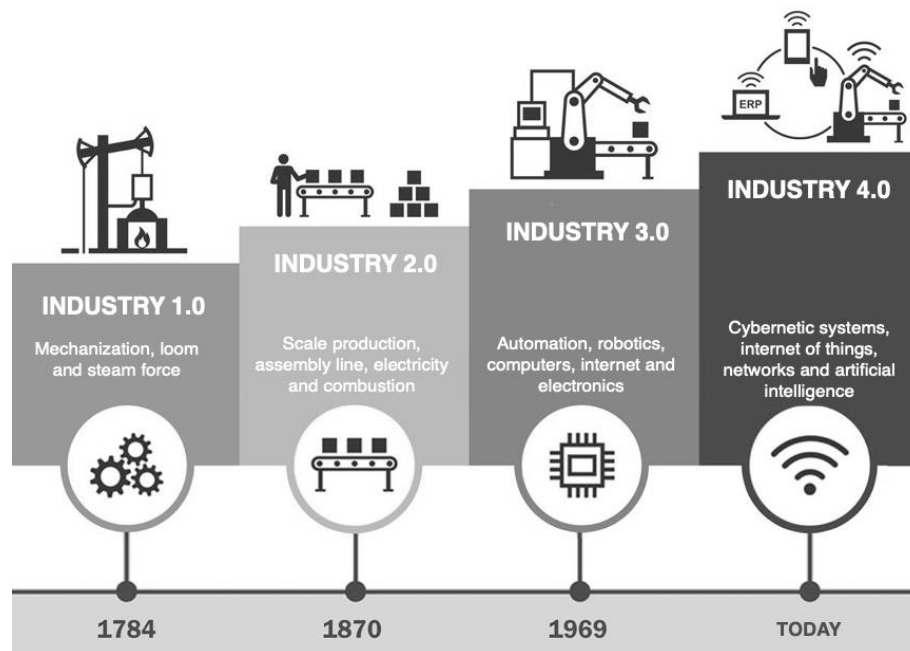 ERP
INDUSTRY 1.0
Mechanization, loom
and steam force
INDUSTRY 2.0
Scale production,
assembly line, electricity
and combustion
INDUSTRY 3.0
Automation, robotics,
computers, internet and
electronics
INDUSTRY 4.0
Cybernetic systems,
internet of things,
networks and artificial
intelligence
1784
1870
1969
TODAY